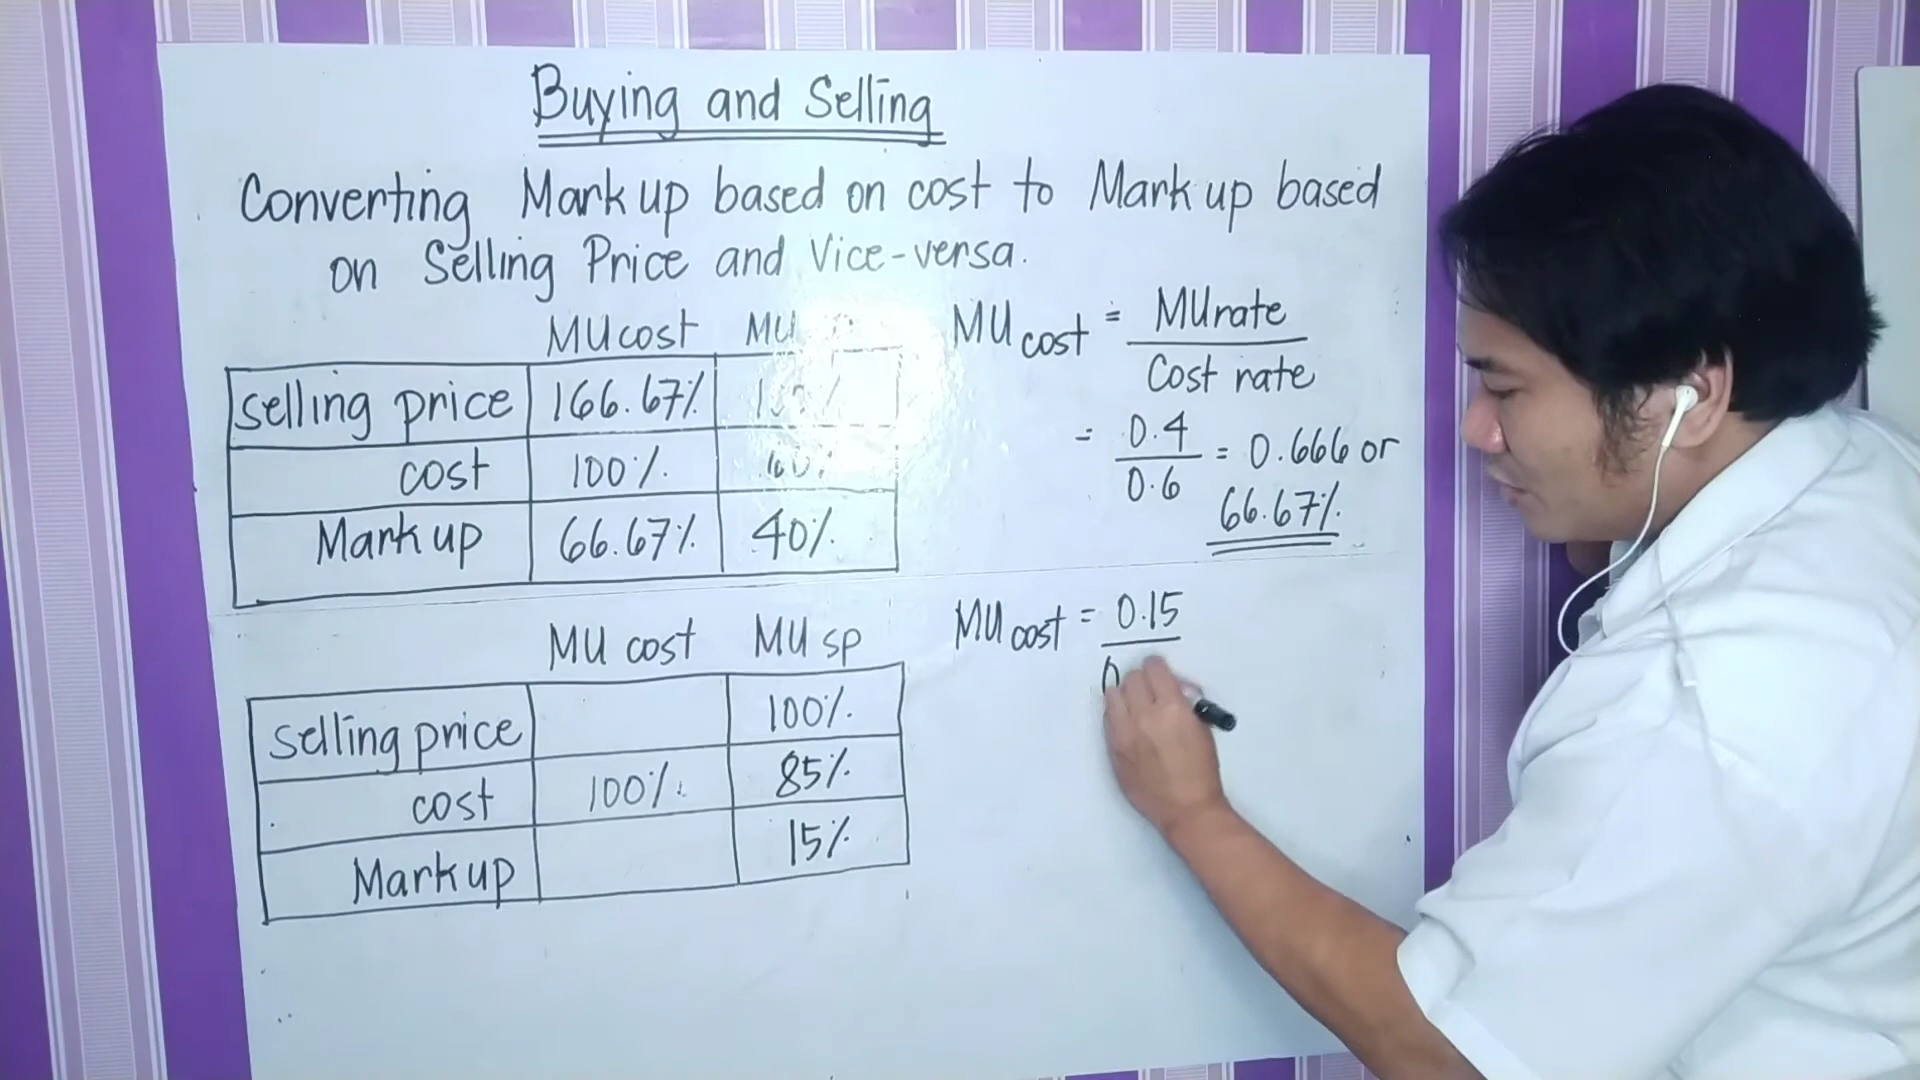 Buying and Selling
Converting Mark up based on cost to Mark up based
on Selling Price and Vice-versa.
MU cost MU
selling price 166.67%
cost 100% 60%
Mark up 66.67% 40%
MU cost = MU rate
Cost rate
= 0.4
0.6
= 0.666 or
66.67%
MU cost MU sp
selling price 100%
cost 100% 85%
Mark up 15%
MU cost = 0.15
0